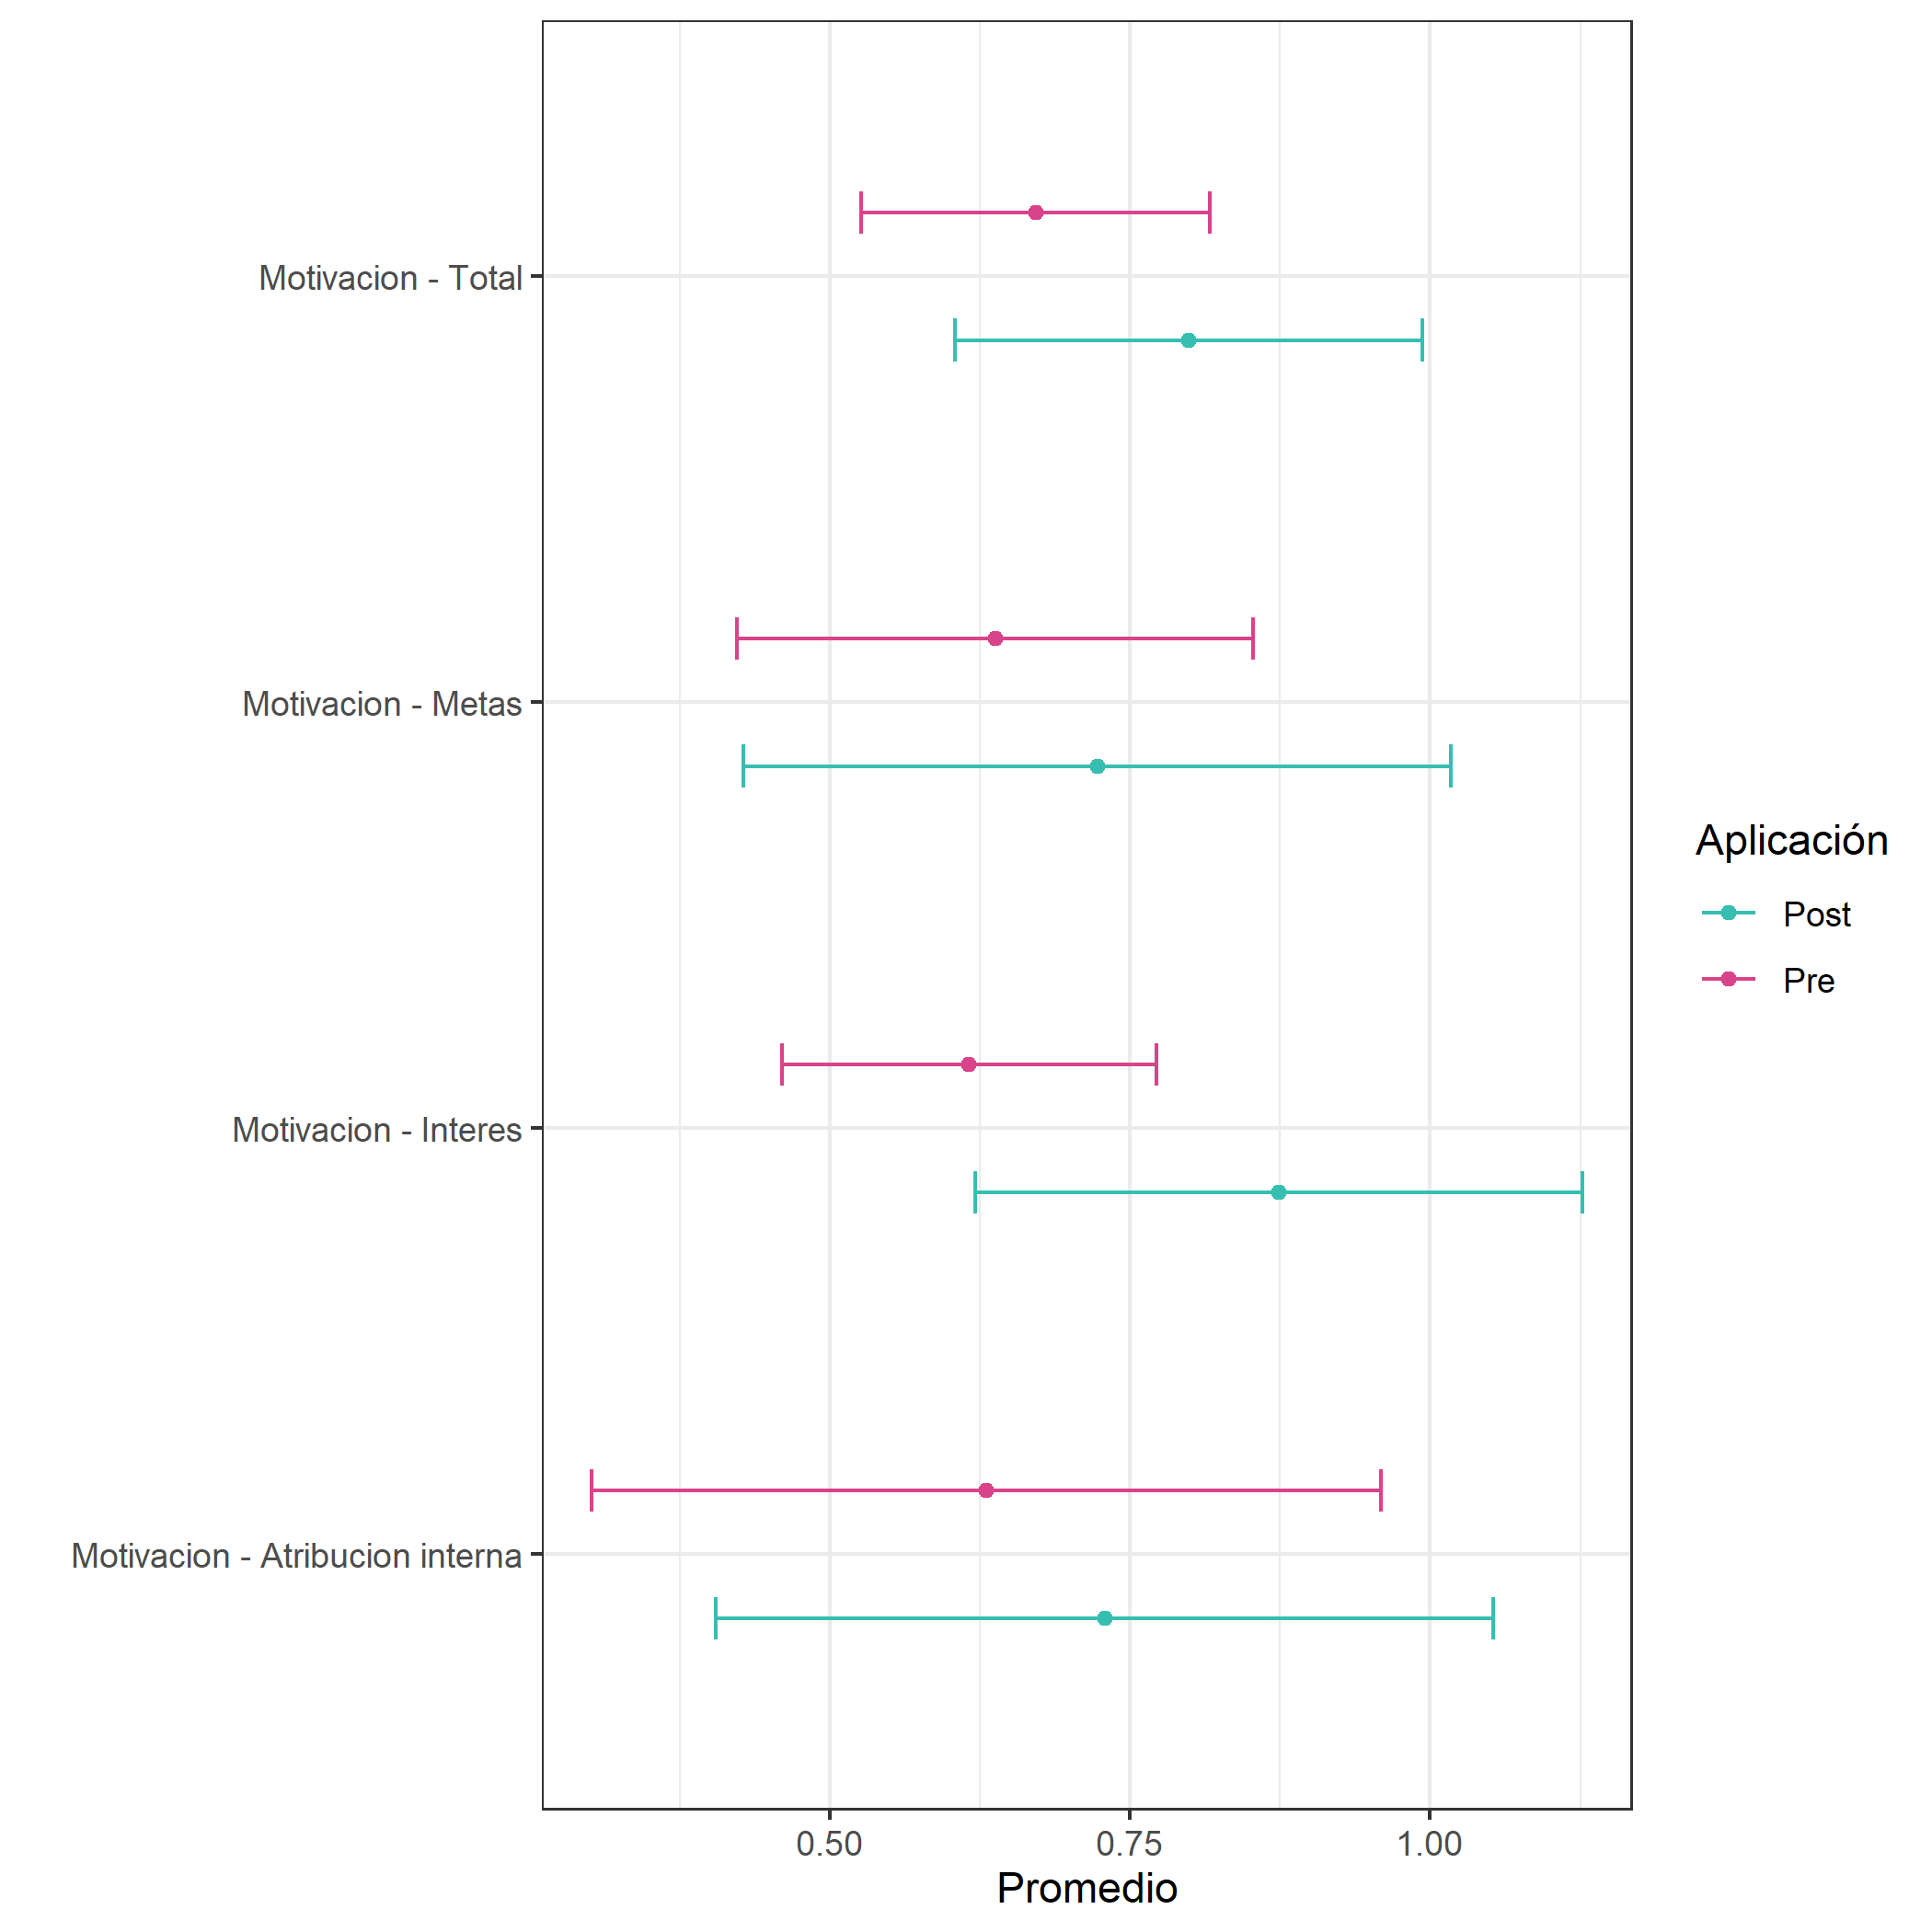 Motivacion - Total
Motivacion - Metas
Motivacion - Interes
Motivacion - Atribucion interna
0.50 0.75 1.00
Promedio
Aplicación
Post
Pre